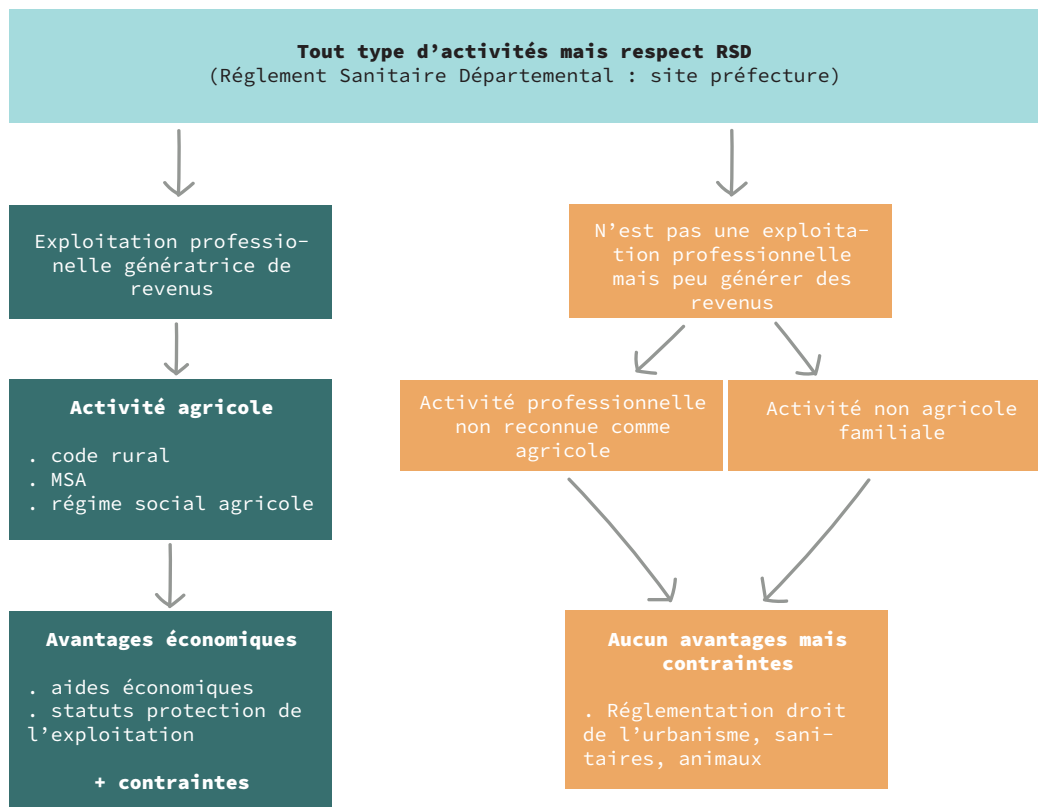 Tout type d'activités mais respect RSD
(Réglement Sanitaire Départemental : site préfecture)
Exploitation professio-
nelle génératrice de
revenus
N'est pas une exploita-
tion professionnelle
mais peu générer des
revenus
Activité agricole
. code rural
. MSA
. régime social agricole
Activité professionnelle
non reconnue comme
agricole
Activité non agricole
familiale
Avantages économiques
. aides économiques
. statuts protection de
l'exploitation
+ contraintes
Aucun avantages mais
contraintes
. Réglementation droit
de l'urbanisme, sani-
taires, animaux